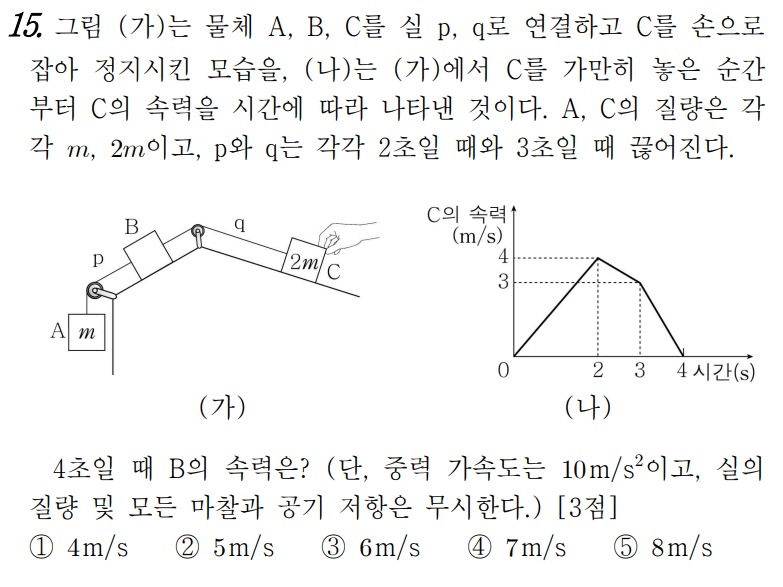 15. 그림 (가)는 물체 A, B, C를 실 p, q로 연결하고 C를 손으로
잡아 정지시킨 모습을, (나)는 (가)에서 C를 가만히 놓은 순간
부터 C의 속력을 시간에 따라 나타낸 것이다. A, C의 질량은 각
각 m, 2m이고, p와 q는 각각 2초일 때와 3초일 때 끊어진다.
B
q
p
2m
C
A
m
(가)
C의 속력
(m/s)
4
3
0
2
3
4
시간(s)
(나)
4초일 때 B의 속력은? (단, 중력 가속도는 10m/s²이고, 실의
질량 및 모든 마찰과 공기 저항은 무시한다.) [3점]
① 4m/s ② 5m/s ③ 6m/s ④ 7m/s ⑤ 8m/s